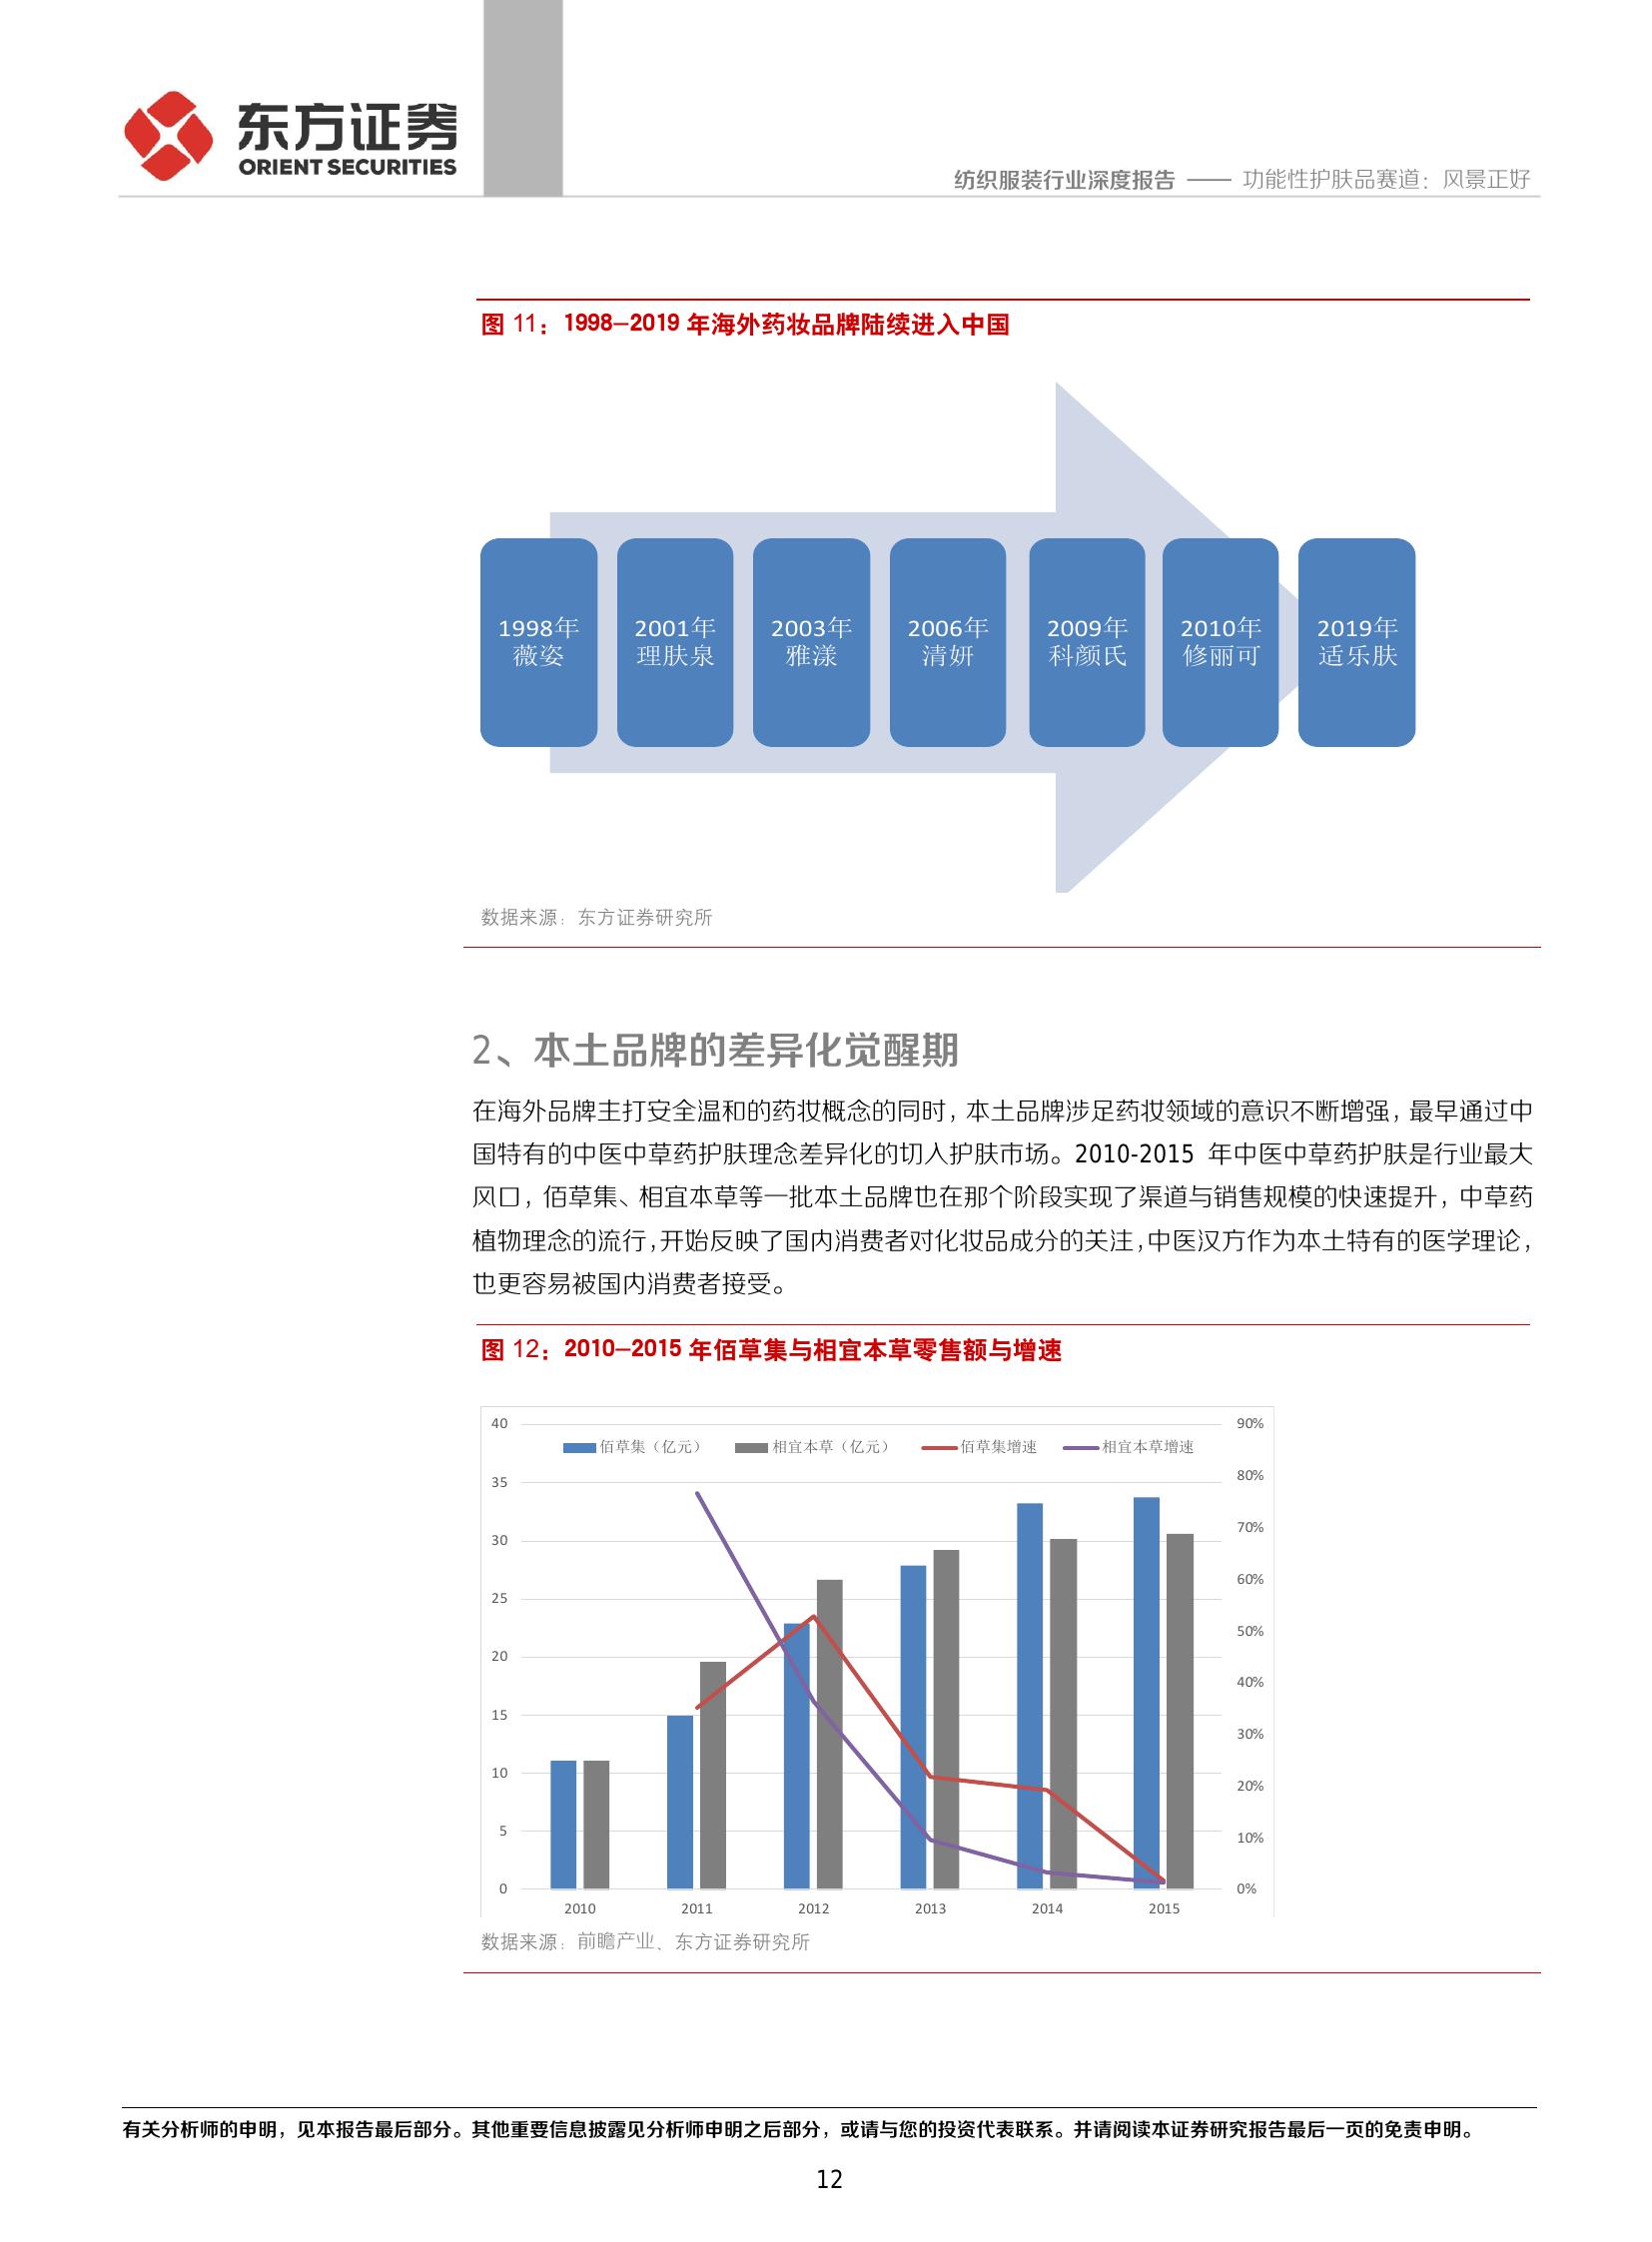 东方证券
ORIENT SECURITIES
纺织服装行业深度报告 —— 功能性护肤品赛道：风景正好
图 11：1998–2019 年海外药妆品牌陆续进入中国
1998年
薇姿
2001年
理肤泉
2003年
雅漾
2006年
清妍
2009年
科颜氏
2010年
修丽可
2019年
适乐肤
数据来源：东方证券研究所
2、本土品牌的差异化觉醒期
在海外品牌主打安全温和的药妆概念的同时，本土品牌涉足药妆领域的意识不断增强，最早通过中
国特有的中医中草药护肤理念差异化的切入护肤市场。2010-2015 年中医中草药护肤是行业最大
风口，佰草集、相宜本草等一批本土品牌也在那个阶段实现了渠道与销售规模的快速提升，中草药
植物理念的流行，开始反映了国内消费者对化妆品成分的关注，中医汉方作为本土特有的医学理论，
也更容易被国内消费者接受。
图 12：2010–2015 年佰草集与相宜本草零售额与增速
佰草集（亿元） 相宜本草（亿元） 佰草集增速 相宜本草增速
40
35
30
25
20
15
10
5
0
90%
80%
70%
60%
50%
40%
30%
20%
10%
0%
2010 2011 2012 2013 2014 2015
数据来源：前瞻产业、东方证券研究所
有关分析师的申明，见本报告最后部分。其他重要信息披露见分析师申明之后部分，或请与您的投资代表联系。并请阅读本证券研究报告最后一页的免责申明。
12